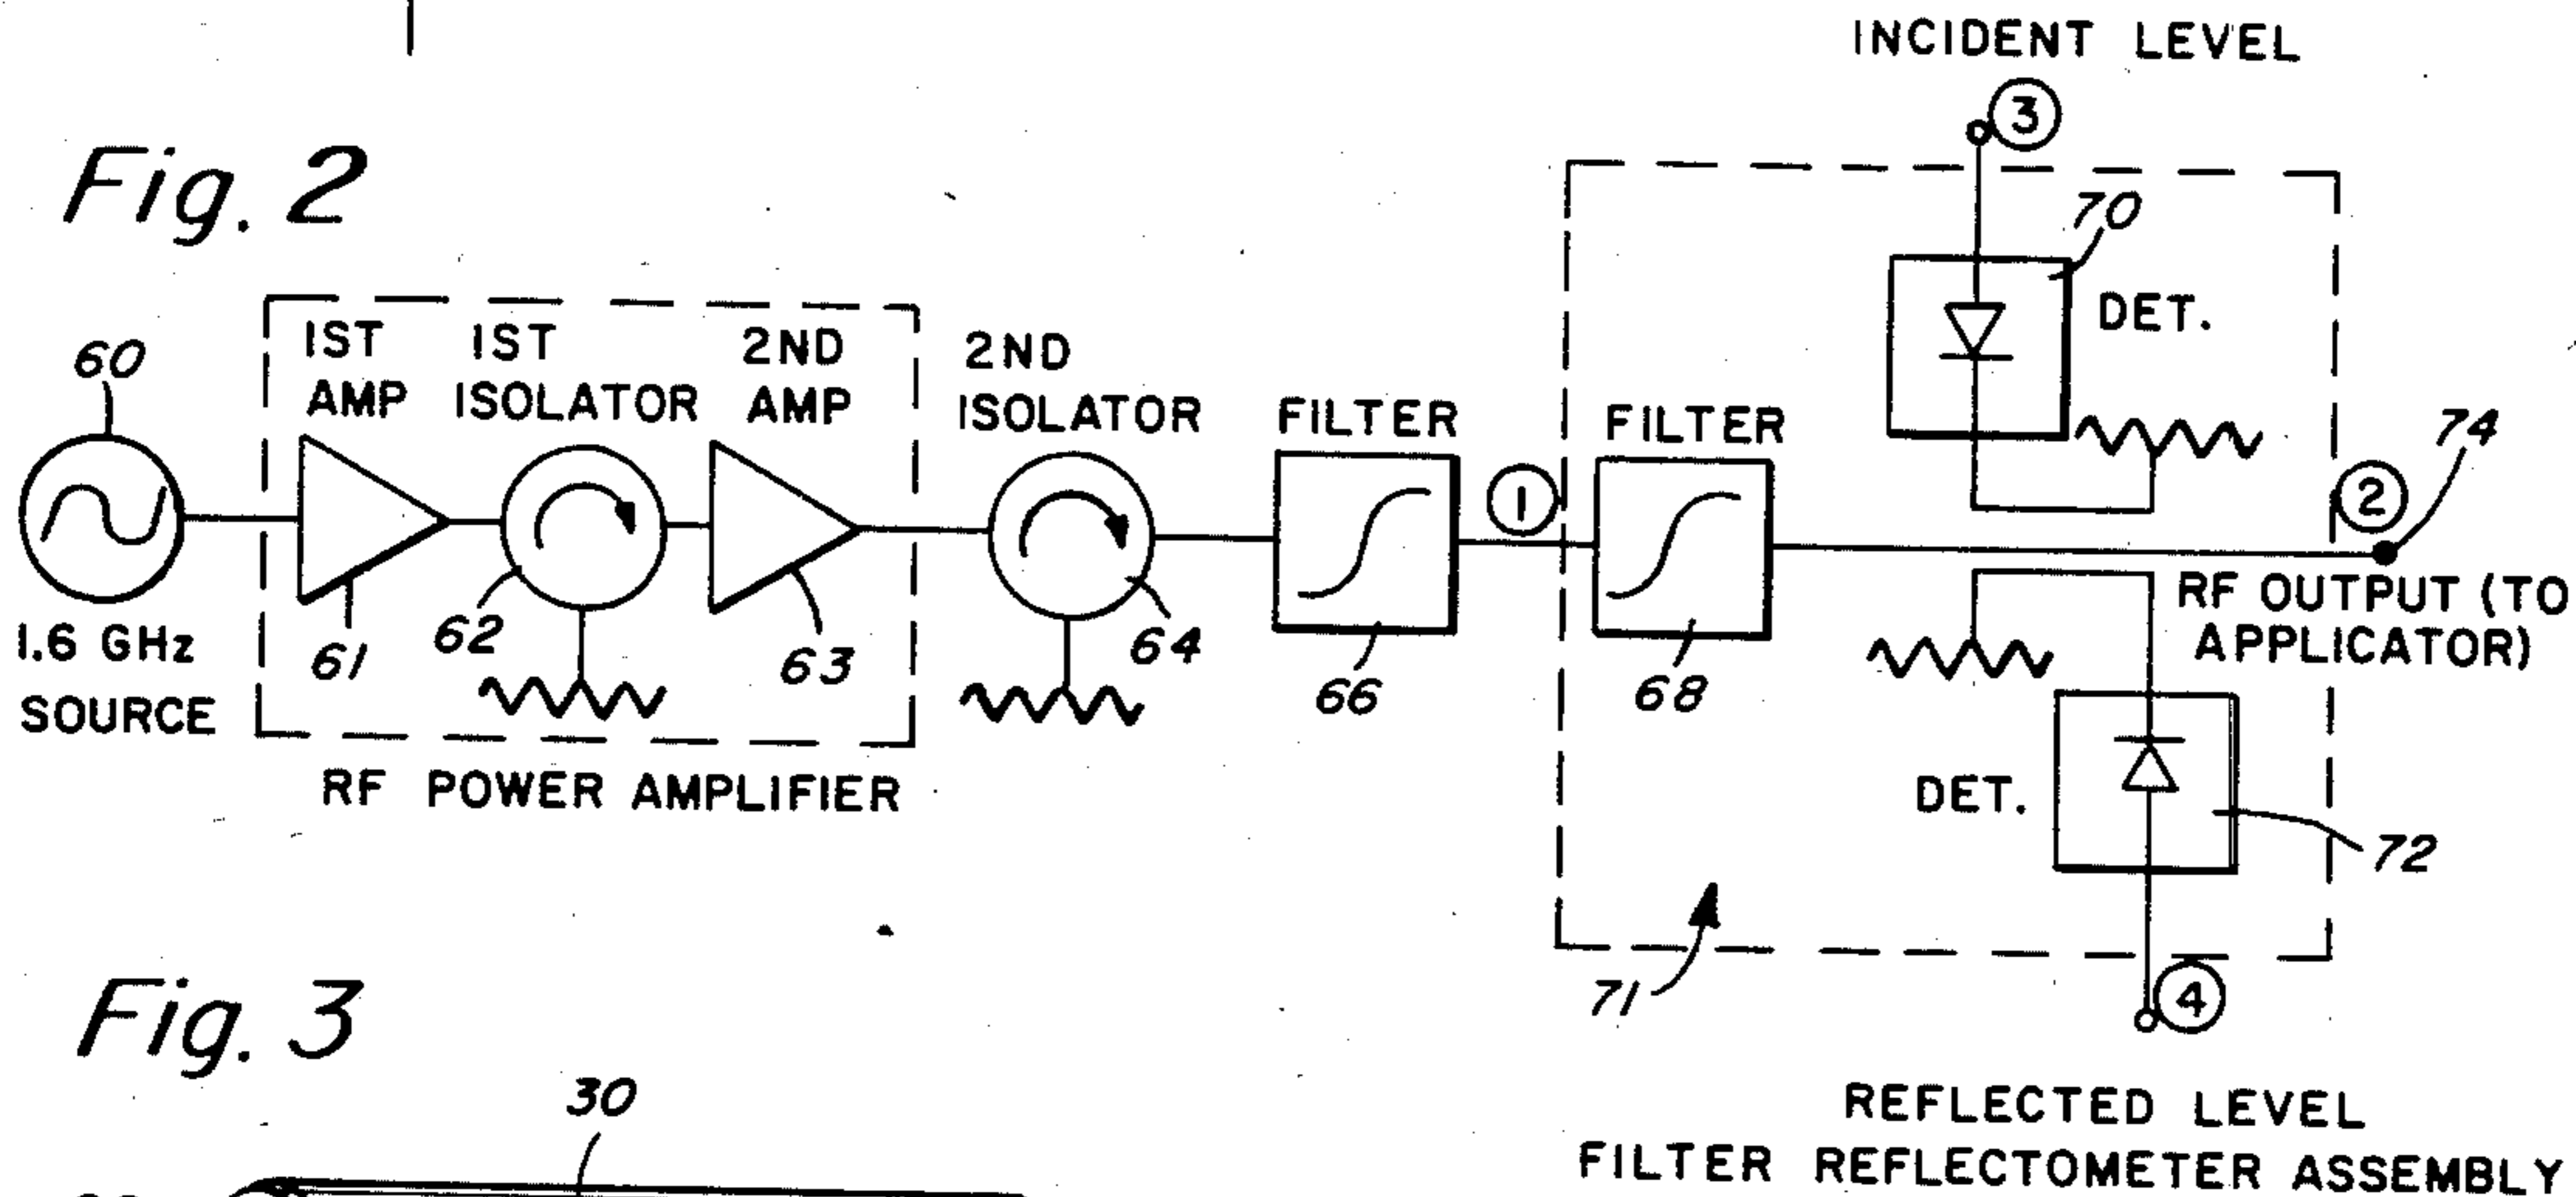 INCIDENT LEVEL
3
Fig. 2
70
DET.
60
1ST AMP
1ST ISOLATOR
2ND AMP
2ND ISOLATOR
FILTER
FILTER
74
1
2
1.6 GHz
SOURCE
61
62
63
64
66
68
RF OUTPUT (TO
APPLICATOR)
RF POWER AMPLIFIER
DET.
72
71
4
Fig. 3
30
REFLECTED LEVEL
FILTER REFLECTOMETER ASSEMBLY